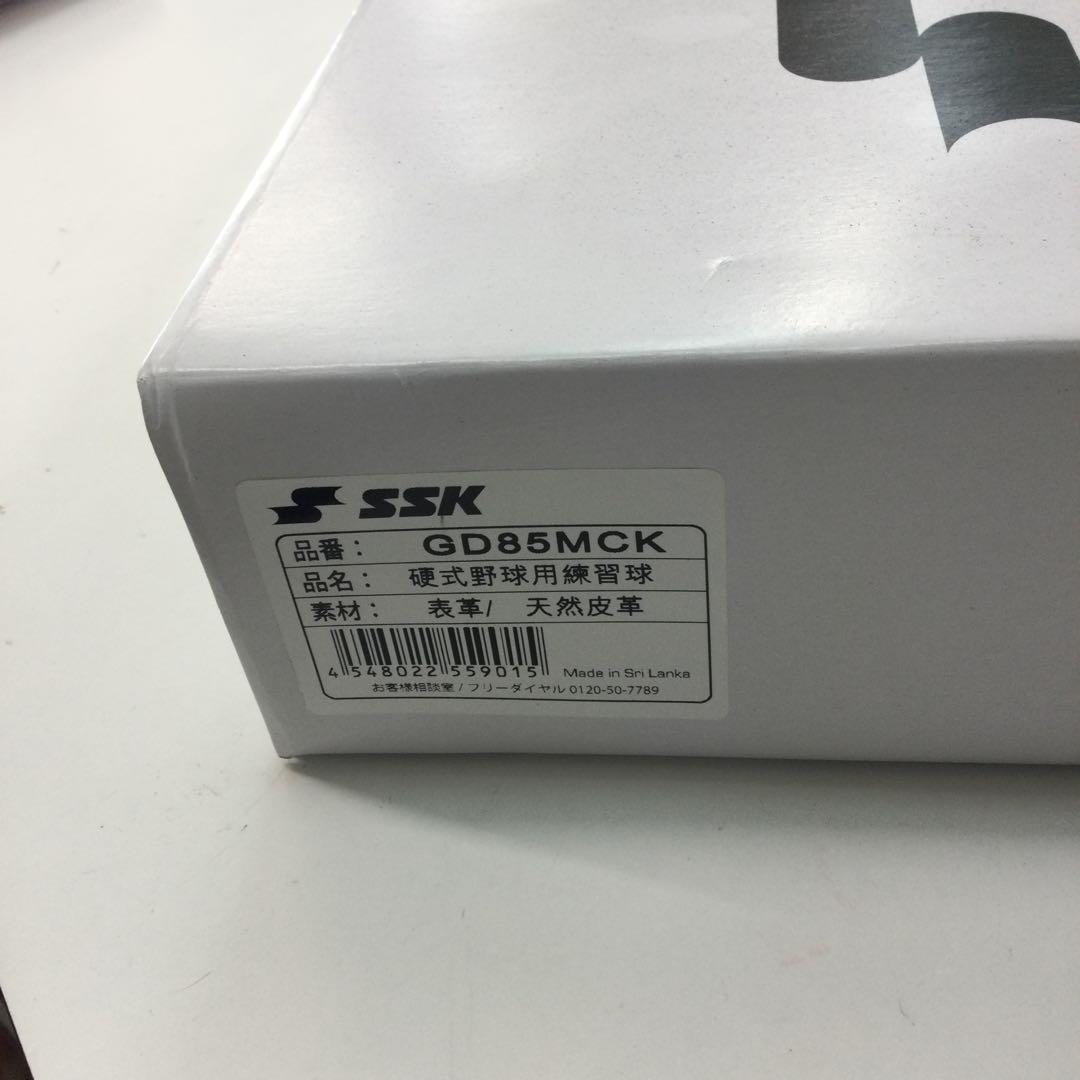 SSK
品番： GD85MCK
品名： 硬式野球用練習球
素材： 表革/ 天然皮革
4 548022 559015 Made in Sri Lanka
お客様相談室/フリーダイヤル 0120-50-7789